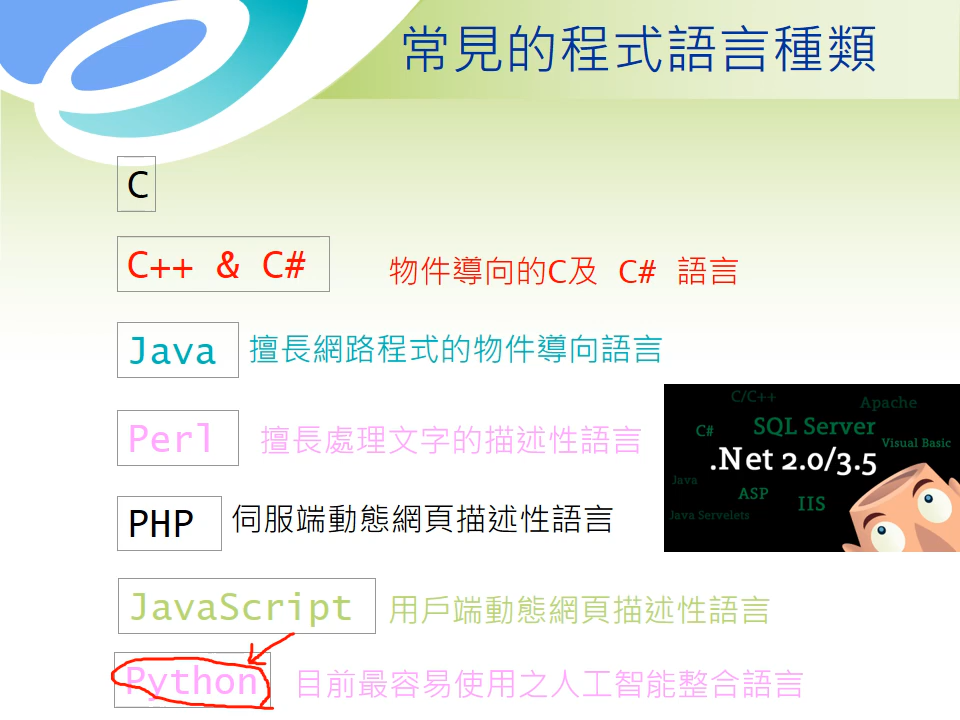 常見的程式語言種類
C
C++ & C# 物件導向的C及 C# 語言
Java 擅長網路程式的物件導向語言
Perl 擅長處理文字的描述性語言
C/C++
Apache
C#
SQL Server
Visual Basic
.Net 2.0/3.5
Java
ASP
IIS
Java Servelets
PHP 伺服端動態網頁描述性語言
JavaScript 用戶端動態網頁描述性語言
Python 目前最容易使用之人工智能整合語言